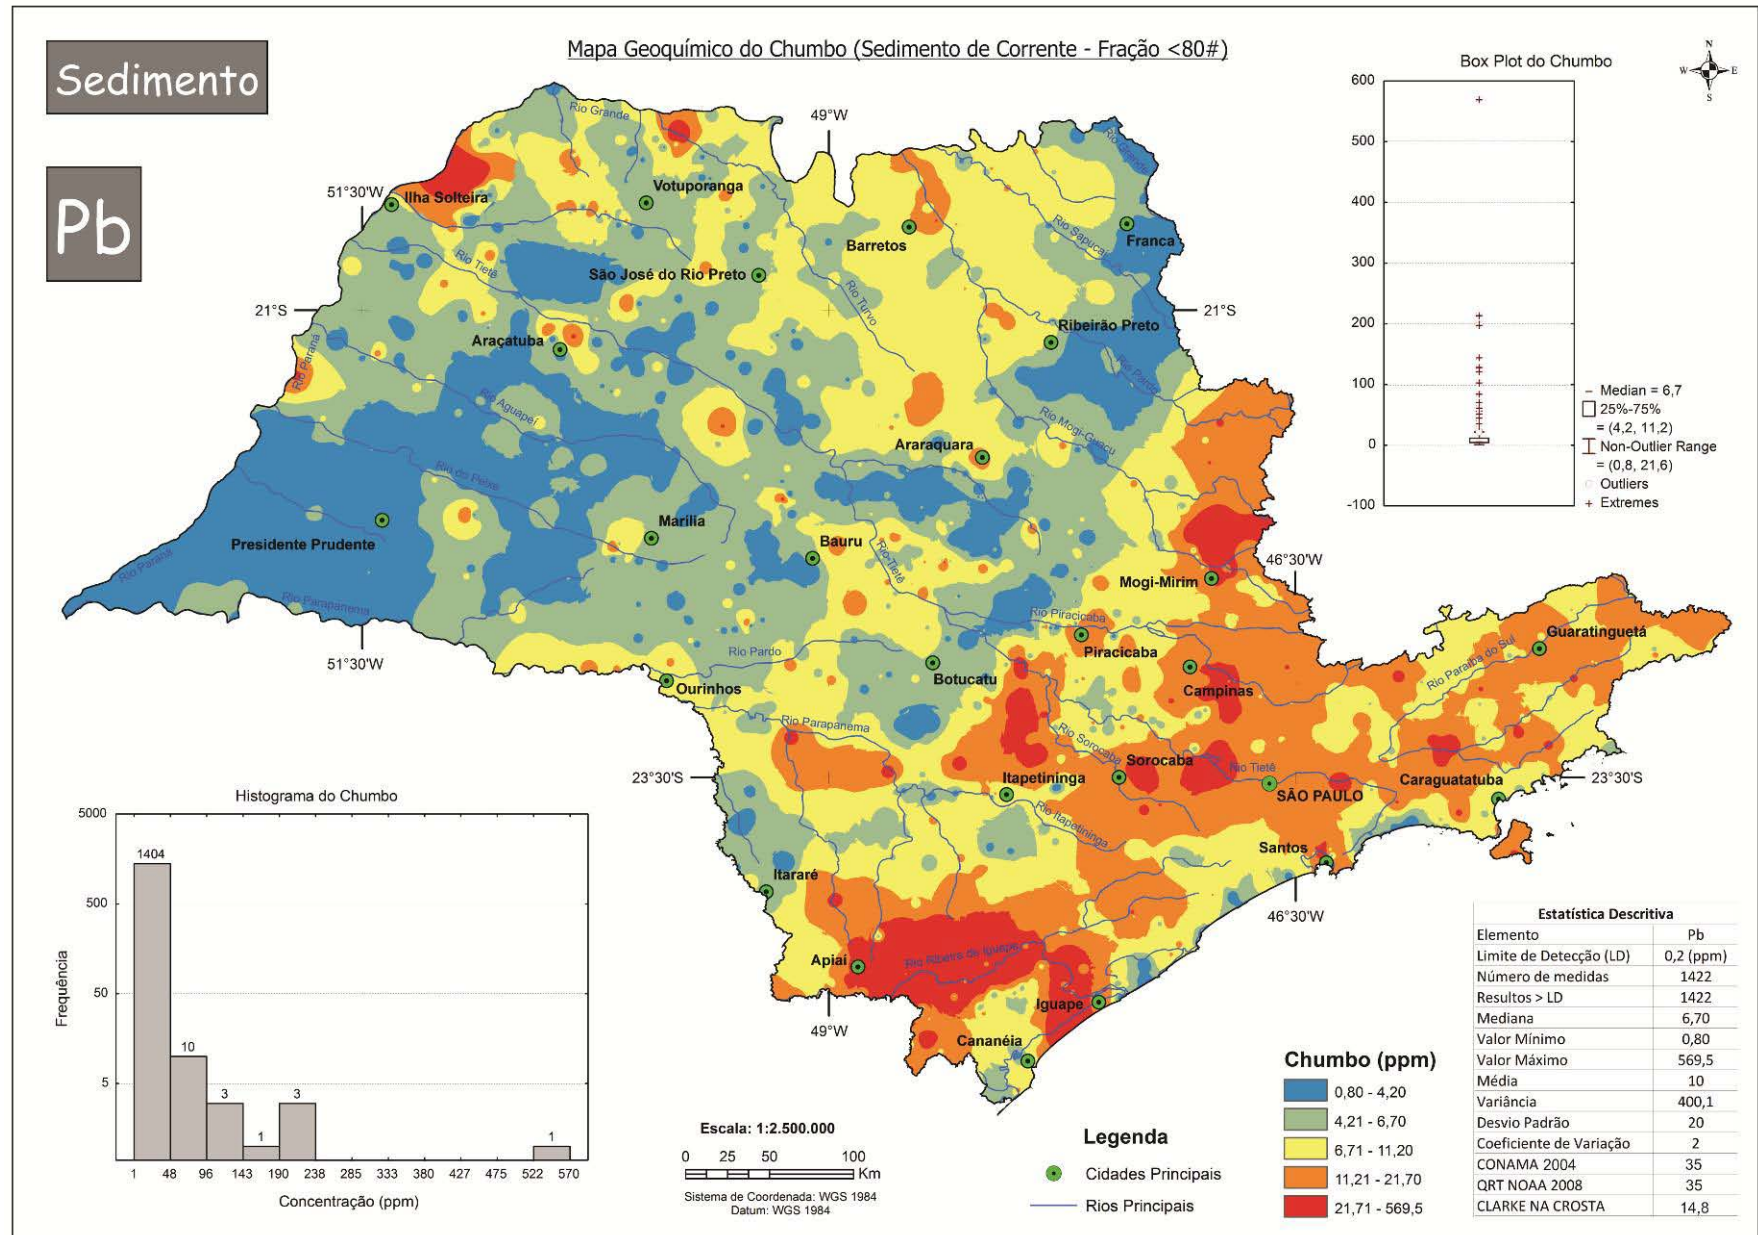 Mapa Geoquímico do Chumbo (Sedimento de Corrente - Fração <80#)
Sedimento
Pb
Box Plot do Chumbo
N
W
E
S
600
500
400
300
200
100
0
-100
Median = 6,7
25%-75%
= (4,2, 11,2)
Non-Outlier Range
= (0,8, 21,6)
Outliers
Extremes
49°W
51°30'W
21°S
21°S
46°30'W
51°30'W
23°30'S
23°30'S
46°30'W
49°W
Rio Grande
Rio Grande
Ilha Solteira
Votuporanga
Barretos
Rio Sapucaí
Franca
Rio Tietê
São José do Rio Preto
Rio Turvo
Araçatuba
Ribeirão Preto
Rio Paraná
Rio Pardo
Rio Aguapeí
Rio Mogi-Guaçu
Araraquara
Rio do Peixe
Marilia
Presidente Prudente
Bauru
Rio Tietê
Rio Paraná
Mogi-Mirim
Rio Parapanema
Rio Piracicaba
Piracicaba
Guaratinguetá
Rio Paraíba do Sul
Rio Pardo
Ourinhos
Botucatu
Campinas
Rio Parapanema
Rio Sorocaba
Sorocaba
Rio Tietê
Itapetininga
SÃO PAULO
Caraguatatuba
Rio Itapetininga
Santos
Itararé
Apiaí
Rio Ribeira de Iguape
Iguape
Cananéia
Histograma do Chumbo
5000
500
50
5
Frequência
1404
10
3
1
3
1
1 48 96 143 190 238 285 333 380 427 475 522 570
Concentração (ppm)
Escala: 1:2.500.000
0 25 50 100
Km
Sistema de Coordenada: WGS 1984
Datum: WGS 1984
Legenda
Cidades Principais
Rios Principais
Chumbo (ppm)
0,80 - 4,20
4,21 - 6,70
6,71 - 11,20
11,21 - 21,70
21,71 - 569,5
Estatística Descritiva
Elemento Pb
Limite de Detecção (LD) 0,2 (ppm)
Número de medidas 1422
Resultos > LD 1422
Mediana 6,70
Valor Mínimo 0,80
Valor Máximo 569,5
Média 10
Variância 400,1
Desvio Padrão 20
Coeficiente de Variação 2
CONAMA 2004 35
QRT NOAA 2008 35
CLARKE NA CROSTA 14,8